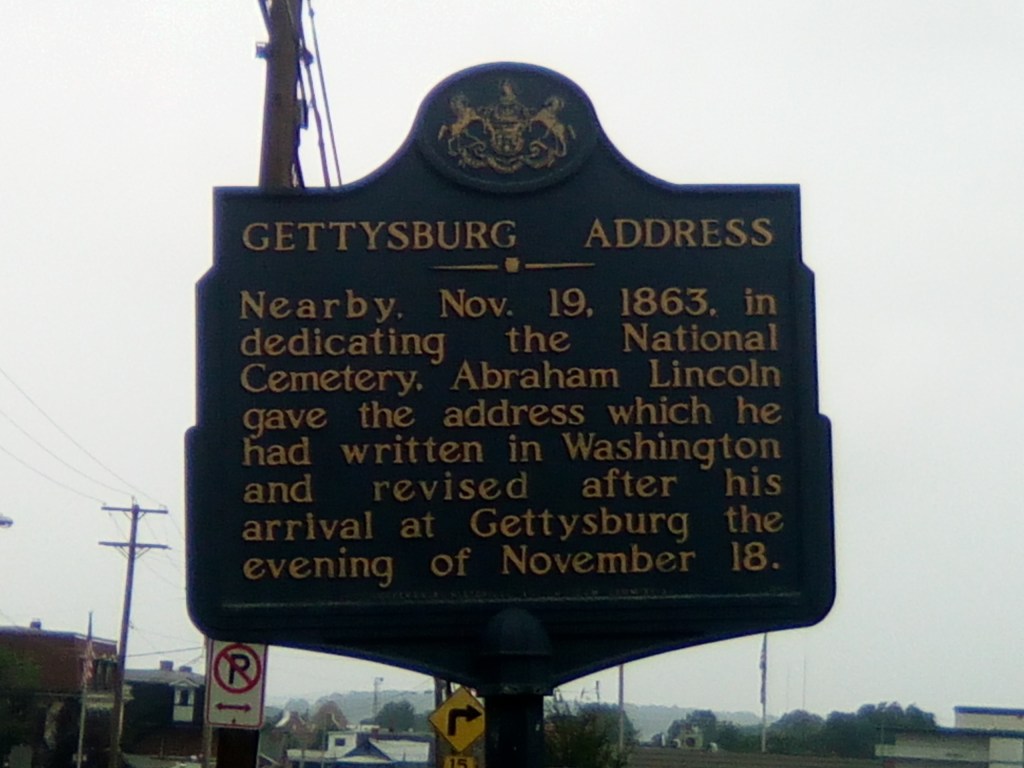 GETTYSBURG ADDRESS
Nearby, Nov. 19, 1863, in
dedicating the National
Cemetery, Abraham Lincoln
gave the address which he
had written in Washington
and revised after his
arrival at Gettysburg the
evening of November 18.
P
15